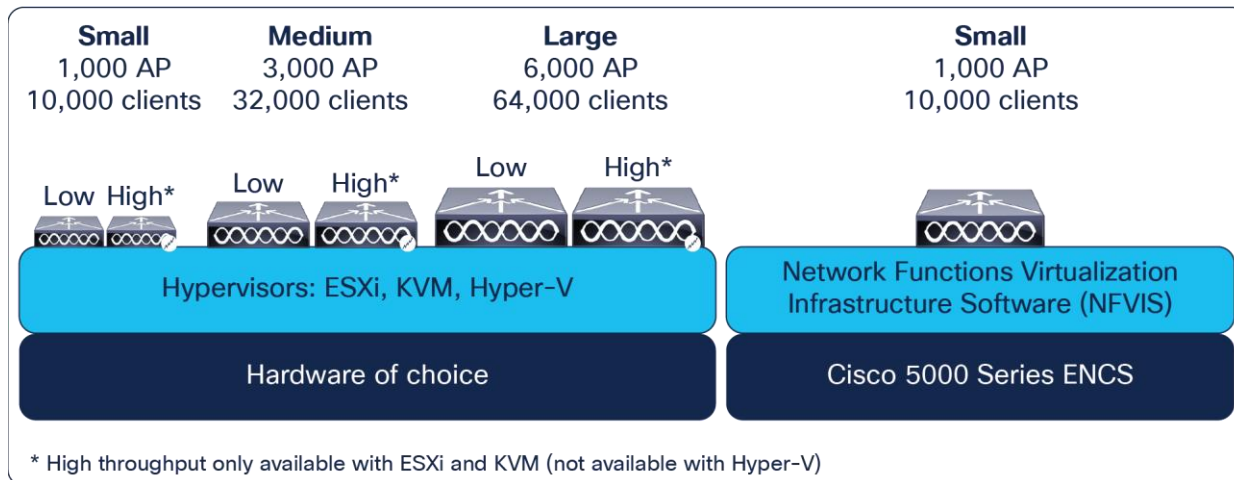 Small
1,000 AP
10,000 clients
Medium
3,000 AP
32,000 clients
Large
6,000 AP
64,000 clients
Small
1,000 AP
10,000 clients
Low High*
Low High*
Low High*
Hypervisors: ESXi, KVM, Hyper-V
Network Functions Virtualization
Infrastructure Software (NFVIS)
Hardware of choice
Cisco 5000 Series ENCS
* High throughput only available with ESXi and KVM (not available with Hyper-V)